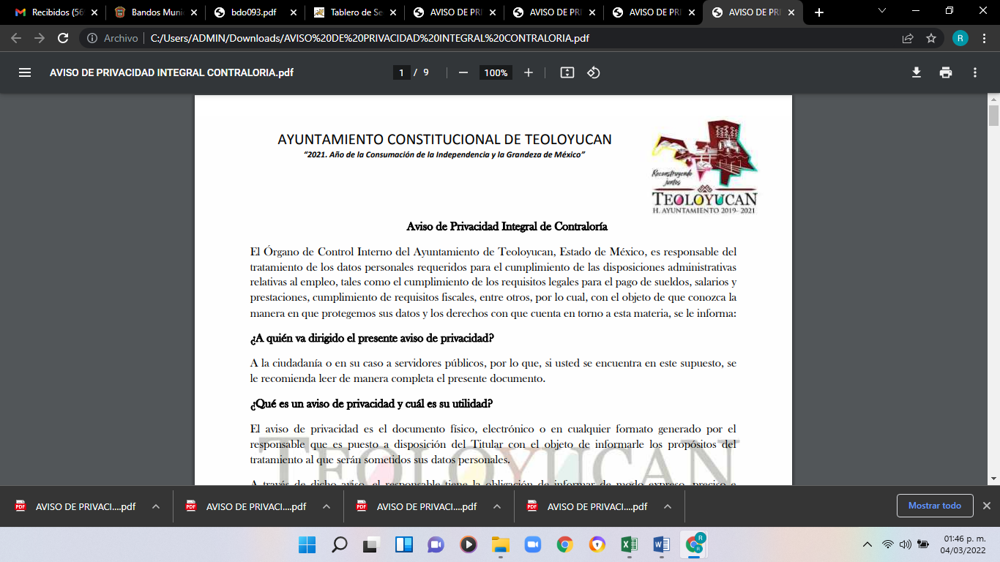 Recibidos (56
Bandos Muni
bdo093.pdf
Tablero de Se
AVISO DE PRI
AVISO DE PRI
AVISO DE PRI
AVISO DE PRI
Archivo
C:/Users/ADMIN/Downloads/AVISO%20DE%20PRIVACIDAD%20INTEGRAL%20CONTRALORIA.pdf
R
AVISO DE PRIVACIDAD INTEGRAL CONTRALORIA.pdf
1 / 9
100%
AYUNTAMIENTO CONSTITUCIONAL DE TEOLOYUCAN
“2021. Año de la Consumación de la Independencia y la Grandeza de México”
Reconstruyendo
juntos
TEOLOYUCAN
H. AYUNTAMIENTO 2019- 2021
Aviso de Privacidad Integral de Contraloría
El Órgano de Control Interno del Ayuntamiento de Teoloyucan, Estado de México, es responsable del
tratamiento de los datos personales requeridos para el cumplimiento de las disposiciones administrativas
relativas al empleo, tales como el cumplimiento de los requisitos legales para el pago de sueldos, salarios y
prestaciones, cumplimiento de requisitos fiscales, entre otros, por lo cual, con el objeto de que conozca la
manera en que protegemos sus datos y los derechos con que cuenta en torno a esta materia, se le informa:
¿A quién va dirigido el presente aviso de privacidad?
A la ciudadanía o en su caso a servidores públicos, por lo que, si usted se encuentra en este supuesto, se
le recomienda leer de manera completa el presente documento.
¿Qué es un aviso de privacidad y cuál es su utilidad?
El aviso de privacidad es el documento físico, electrónico o en cualquier formato generado por el
responsable que es puesto a disposición del Titular con el objeto de informarle los propósitos del
tratamiento al que serán sometidos sus datos personales.
TEOLOYUCAN
A través de dicho aviso, el responsable tiene la obligación de informar de modo expreso, preciso e
AVISO DE PRIVACI....pdf
AVISO DE PRIVACI....pdf
AVISO DE PRIVACI....pdf
AVISO DE PRIVACI....pdf
Mostrar todo
01:46 p. m.
04/03/2022